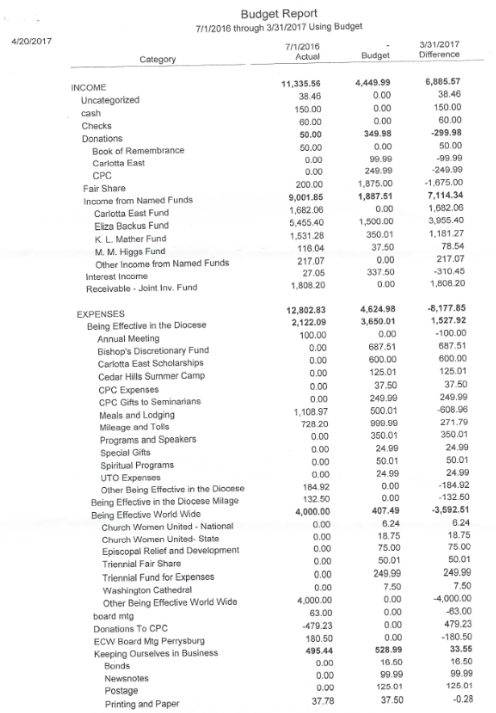 Budget Report
7/1/2016 through 3/31/2017 Using Budget
4/20/2017
7/1/2016 - 3/31/2017
Category Actual Budget Difference
INCOME 11,335.56 4,449.99 6,885.57
Uncategorized 38.46 0.00 38.46
cash 150.00 0.00 150.00
Checks 60.00 0.00 60.00
Donations 50.00 349.98 -299.98
Book of Remembrance 50.00 0.00 50.00
Carlotta East 0.00 99.99 -99.99
CPC 0.00 249.99 -249.99
Fair Share 200.00 1,875.00 -1,675.00
Income from Named Funds 9,001.85 1,887.51 7,114.34
Carlotta East Fund 1,682.06 0.00 1,682.06
Eliza Backus Fund 5,455.40 1,500.00 3,955.40
K. L. Mather Fund 1,531.28 350.01 1,181.27
M. M. Higgs Fund 116.04 37.50 78.54
Other Income from Named Funds 217.07 0.00 217.07
Interest Income 27.05 337.50 -310.45
Receivable - Joint Inv. Fund 1,808.20 0.00 1,808.20
EXPENSES 12,802.83 4,624.98 -8,177.85
Being Effective in the Diocese 2,122.09 3,650.01 1,527.92
Annual Meeting 100.00 0.00 -100.00
Bishop's Discretionary Fund 0.00 687.51 687.51
Carlotta East Scholarships 0.00 600.00 600.00
Cedar Hills Summer Camp 0.00 125.01 125.01
CPC Expenses 0.00 37.50 37.50
CPC Gifts to Seminarians 0.00 249.99 249.99
Meals and Lodging 1,108.97 500.01 -608.96
Mileage and Tolls 728.20 999.99 271.79
Programs and Speakers 0.00 350.01 350.01
Special Gifts 0.00 24.99 24.99
Spiritual Programs 0.00 50.01 50.01
UTO Expenses 0.00 24.99 24.99
Other Being Effective in the Diocese 184.92 0.00 -184.92
Being Effective in the Diocese Milage 132.50 0.00 -132.50
Being Effective World Wide 4,000.00 407.49 -3,592.51
Church Women United - National 0.00 6.24 6.24
Church Women United- State 0.00 18.75 18.75
Episcopal Relief and Development 0.00 75.00 75.00
Triennial Fair Share 0.00 50.01 50.01
Triennial Fund for Expenses 0.00 249.99 249.99
Washington Cathedral 0.00 7.50 7.50
Other Being Effective World Wide 4,000.00 0.00 -4,000.00
board mtg 63.00 0.00 -63.00
Donations To CPC -479.23 0.00 479.23
ECW Board Mtg Perrysburg 180.50 0.00 -180.50
Keeping Ourselves in Business 495.44 528.99 33.55
Bonds 0.00 16.50 16.50
Newsnotes 0.00 99.99 99.99
Postage 0.00 125.01 125.01
Printing and Paper 37.78 37.50 -0.28